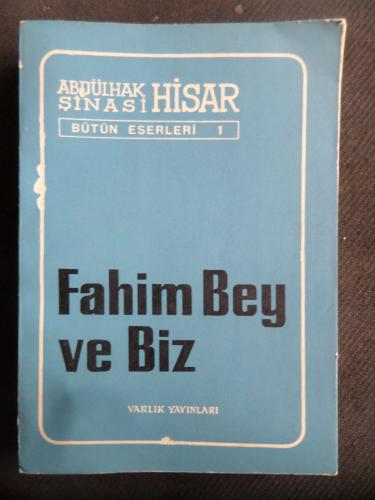 ABDÜLHAK
ŞİNASİ HİSAR
BÜTÜN ESERLERİ 1
Fahim Bey
ve Biz
VARLIK YAYINLARI